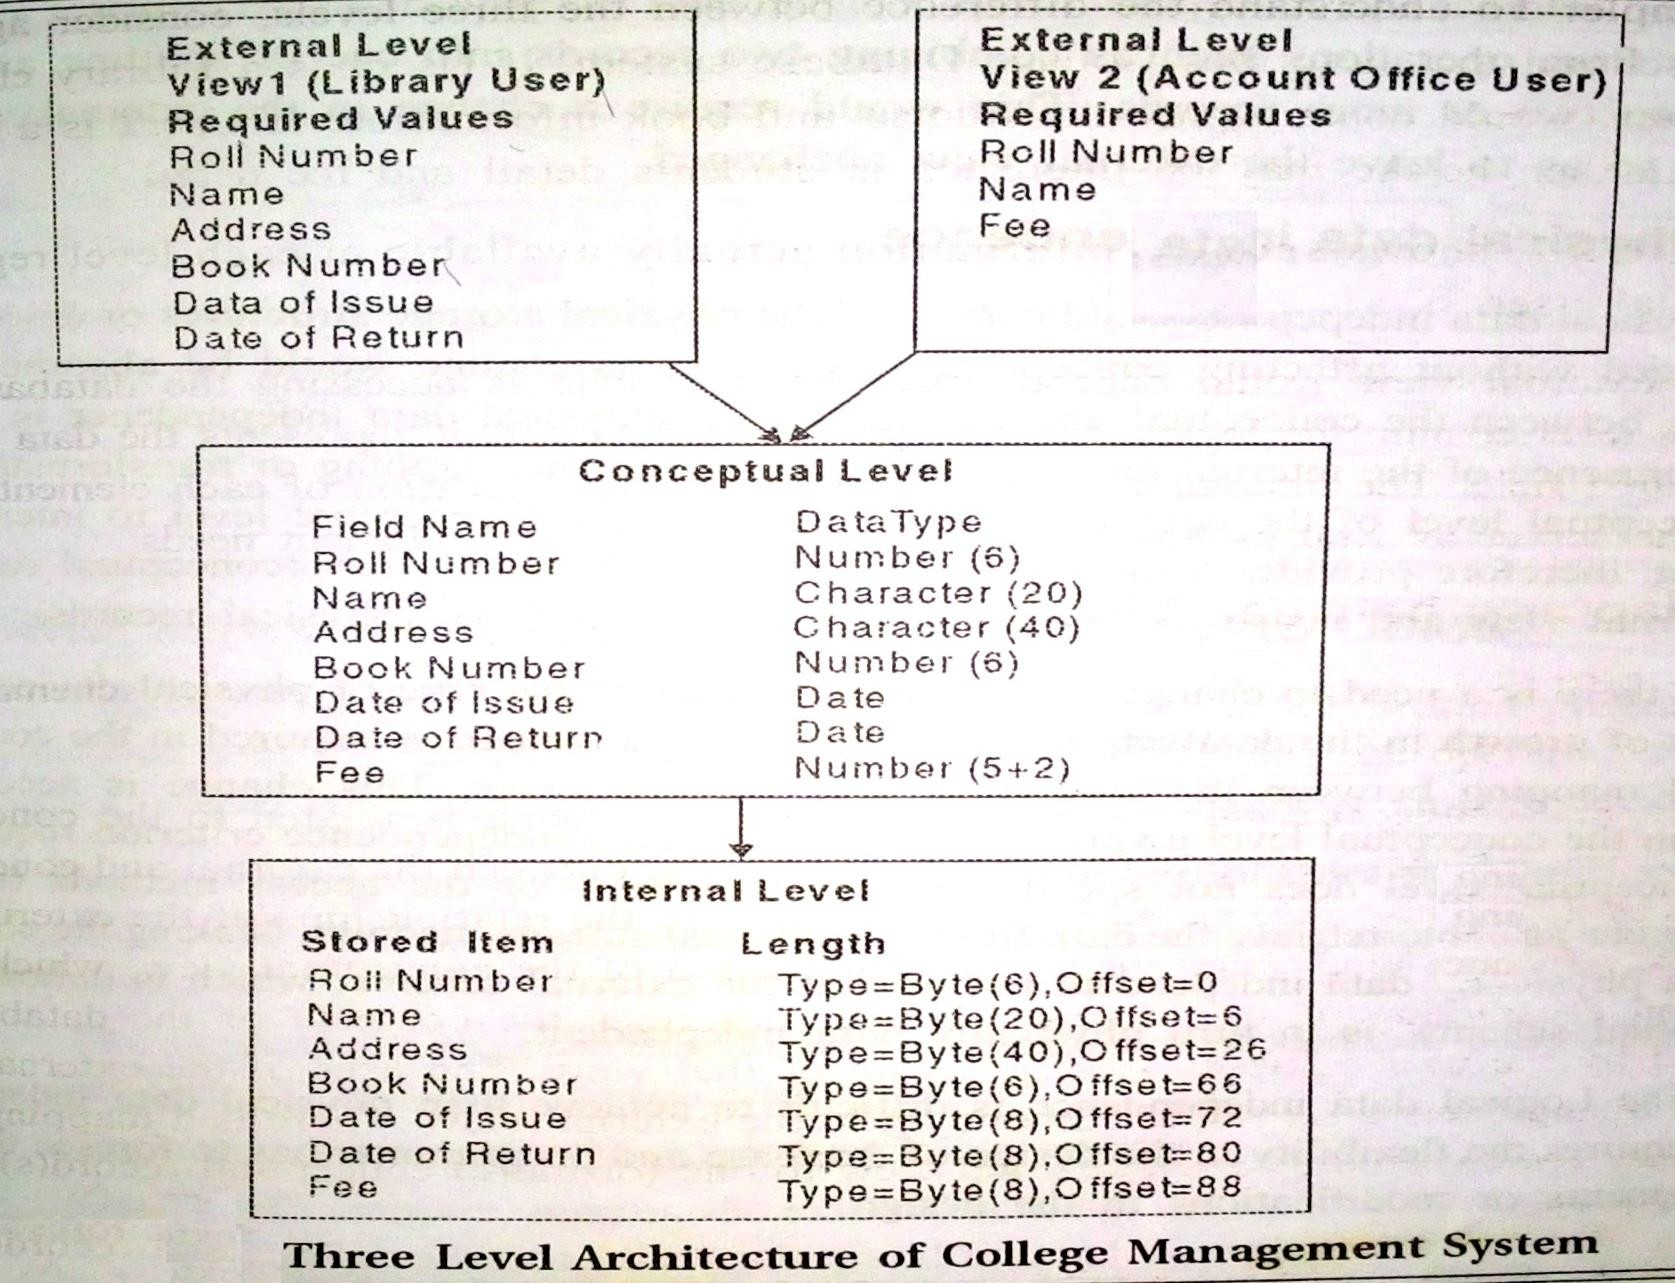 External Level
View1 (Library User)
Required Values
Roll Number
Name
Address
Book Number
Data of Issue
Date of Return
External Level
View 2 (Account Office User)
Required Values
Roll Number
Name
Fee
Conceptual Level
Field Name DataType
Roll Number Number (6)
Name Character (20)
Address Character (40)
Book Number Number (6)
Date of Issue Date
Date of Return Date
Fee Number (5+2)
Internal Level
Stored Item Length
Roll Number Type=Byte(6),Offset=0
Name Type=Byte(20),Offset=6
Address Type=Byte(40),Offset=26
Book Number Type=Byte(6),Offset=66
Date of Issue Type=Byte(8),Offset=72
Date of Return Type=Byte(8),Offset=80
Fee Type=Byte(8),Offset=88
Three Level Architecture of College Management System